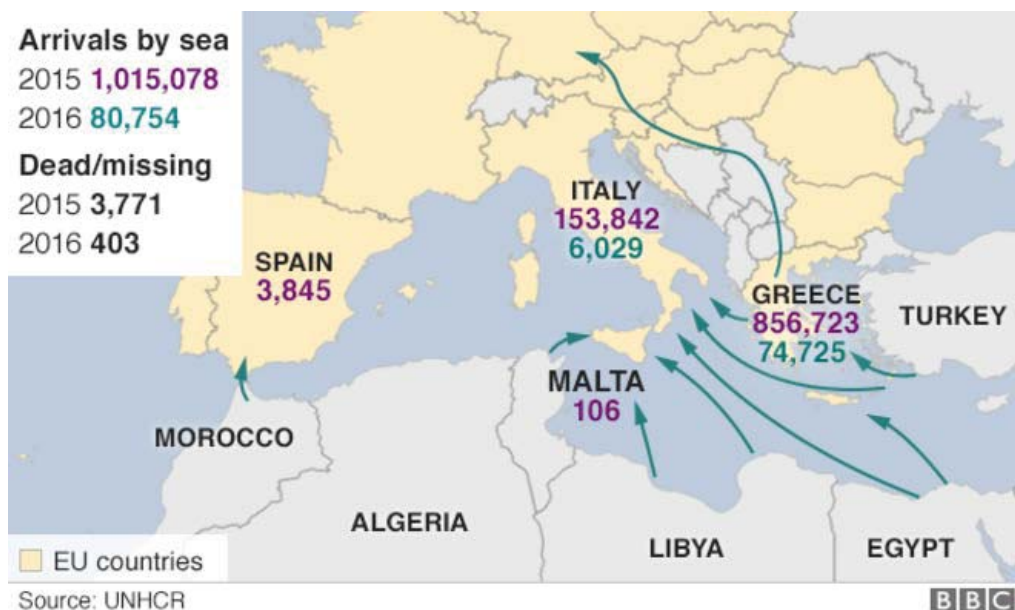 Arrivals by sea
2015 1,015,078
2016 80,754
Dead/missing
2015 3,771
2016 403
ITALY
153,842
6,029
SPAIN
3,845
GREECE
856,723
74,725
TURKEY
MALTA
106
MOROCCO
ALGERIA
LIBYA
EGYPT
EU countries
Source: UNHCR
BBC